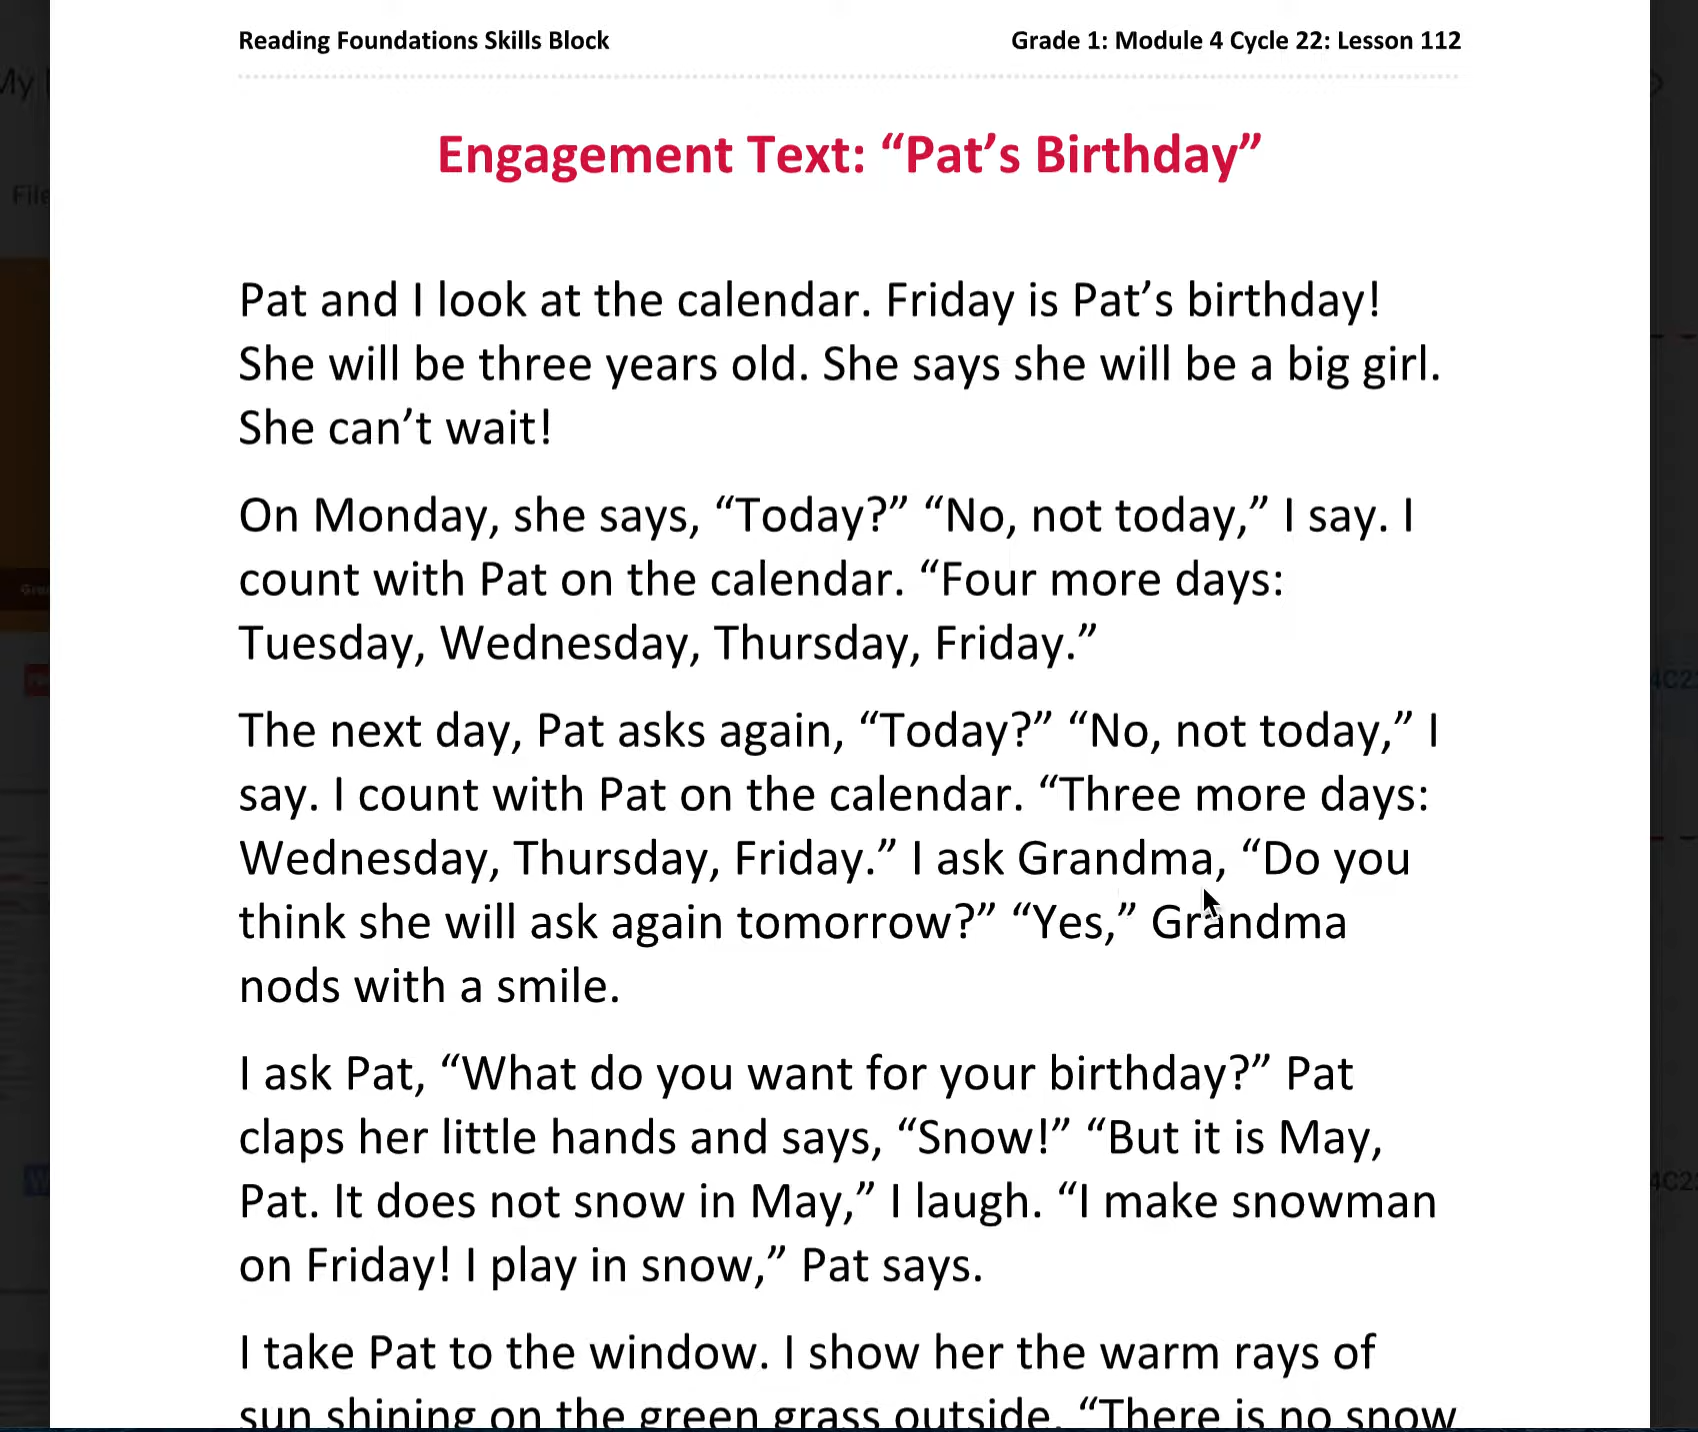 Reading Foundations Skills Block
Grade 1: Module 4 Cycle 22: Lesson 112
Engagement Text: “Pat’s Birthday”
Pat and I look at the calendar. Friday is Pat’s birthday!
She will be three years old. She says she will be a big girl.
She can’t wait!
On Monday, she says, “Today?” “No, not today,” I say. I
count with Pat on the calendar. “Four more days:
Tuesday, Wednesday, Thursday, Friday.”
The next day, Pat asks again, “Today?” “No, not today,” I
say. I count with Pat on the calendar. “Three more days:
Wednesday, Thursday, Friday.” I ask Grandma, “Do you
think she will ask again tomorrow?” “Yes,” Grandma
nods with a smile.
I ask Pat, “What do you want for your birthday?” Pat
claps her little hands and says, “Snow!” “But it is May,
Pat. It does not snow in May,” I laugh. “I make snowman
on Friday! I play in snow,” Pat says.
I take Pat to the window. I show her the warm rays of
sun shining on the green grass outside. “There is no snow
My
File
4C2
4C2